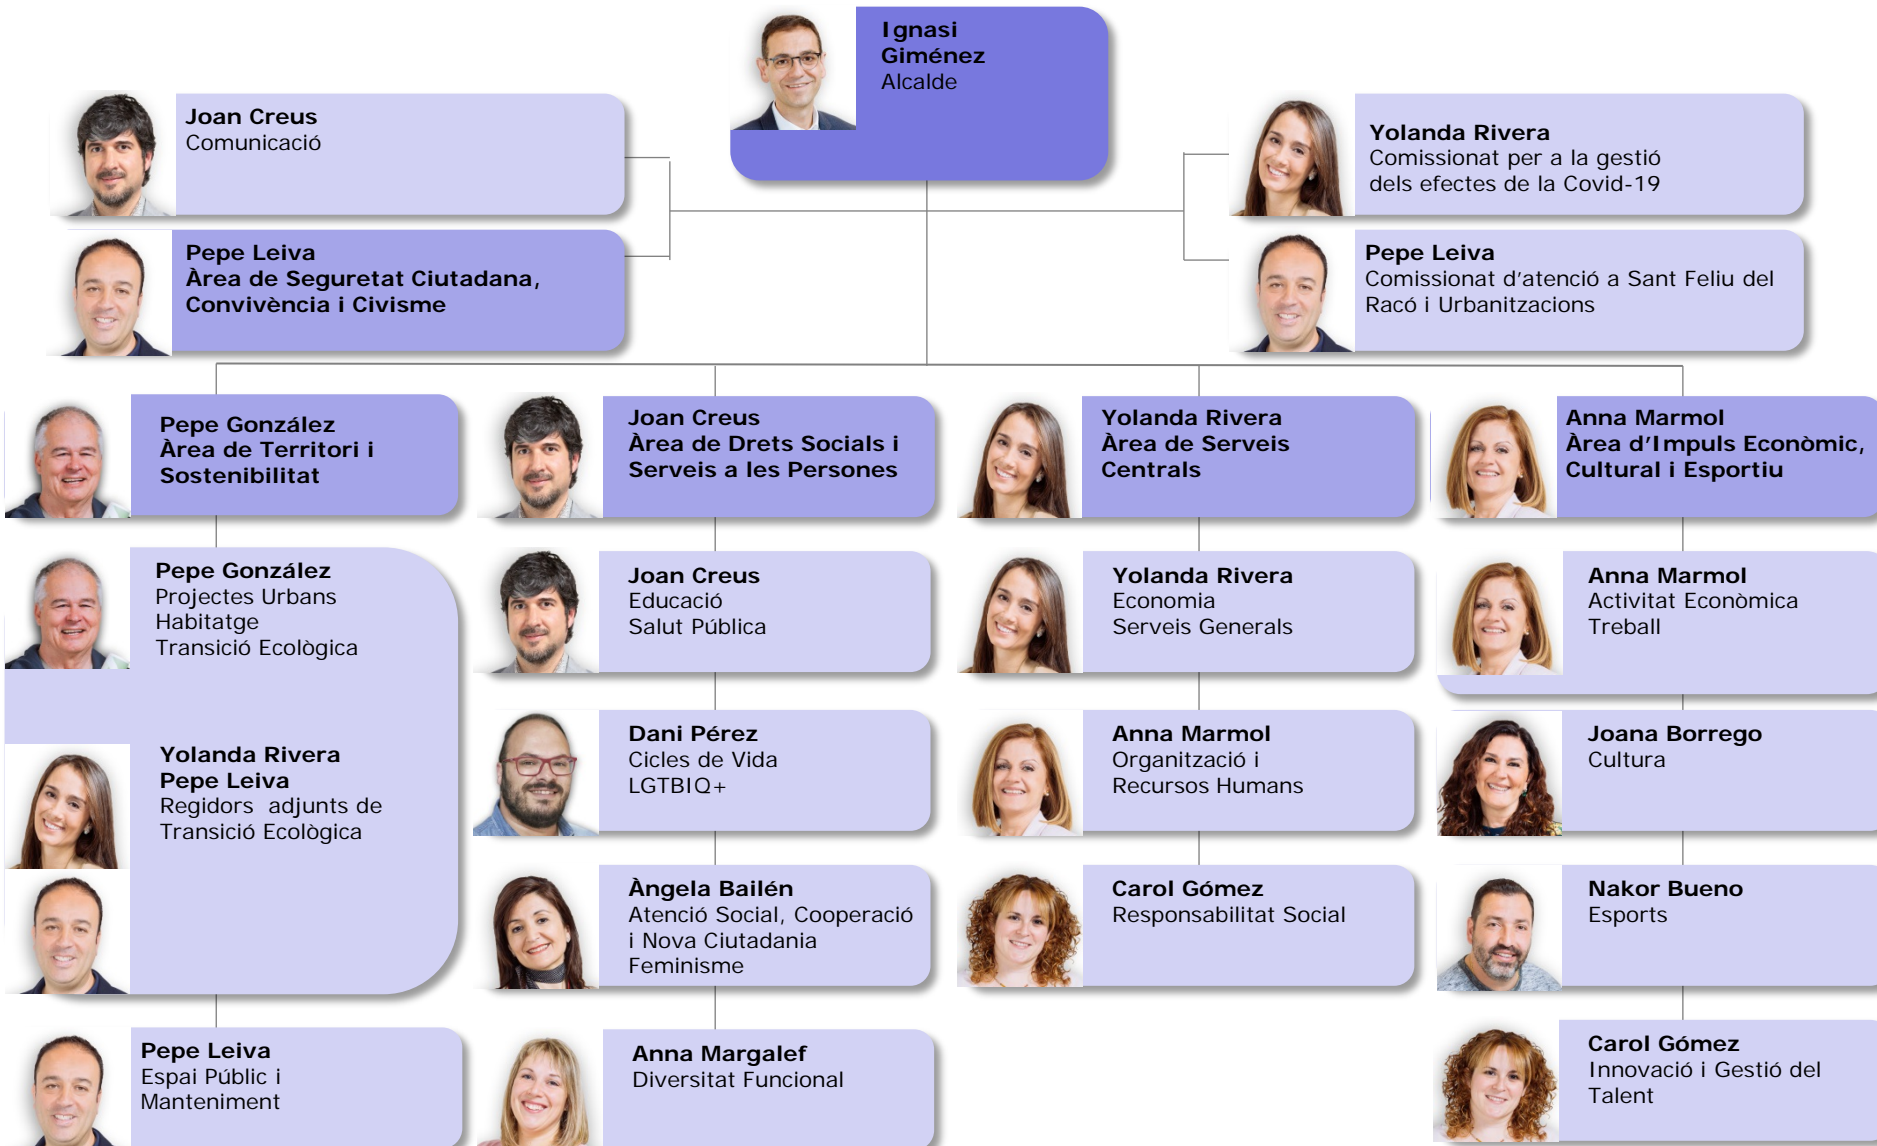 Ignasi
Giménez
Alcalde
Joan Creus
Comunicació
Yolanda Rivera
Comissionat per a la gestió
dels efectes de la Covid-19
Pepe Leiva
Àrea de Seguretat Ciutadana,
Convivència i Civisme
Pepe Leiva
Comissionat d'atenció a Sant Feliu del
Racó i Urbanitzacions
Pepe González
Àrea de Territori i
Sostenibilitat
Joan Creus
Àrea de Drets Socials i
Serveis a les Persones
Yolanda Rivera
Àrea de Serveis
Centrals
Anna Marmol
Àrea d'Impuls Econòmic,
Cultural i Esportiu
Pepe González
Projectes Urbans
Habitatge
Transició Ecològica
Yolanda Rivera
Pepe Leiva
Regidors  adjunts de
Transició Ecològica
Pepe Leiva
Espai Públic i
Manteniment
Joan Creus
Educació
Salut Pública
Dani Pérez
Cicles de Vida
LGTBIQ+
Àngela Bailén
Atenció Social, Cooperació
i Nova Ciutadania
Feminisme
Anna Margalef
Diversitat Funcional
Yolanda Rivera
Economia
Serveis Generals
Anna Marmol
Organització i
Recursos Humans
Carol Gómez
Responsabilitat Social
Anna Marmol
Activitat Econòmica
Treball
Joana Borrego
Cultura
Nakor Bueno
Esports
Carol Gómez
Innovació i Gestió del
Talent